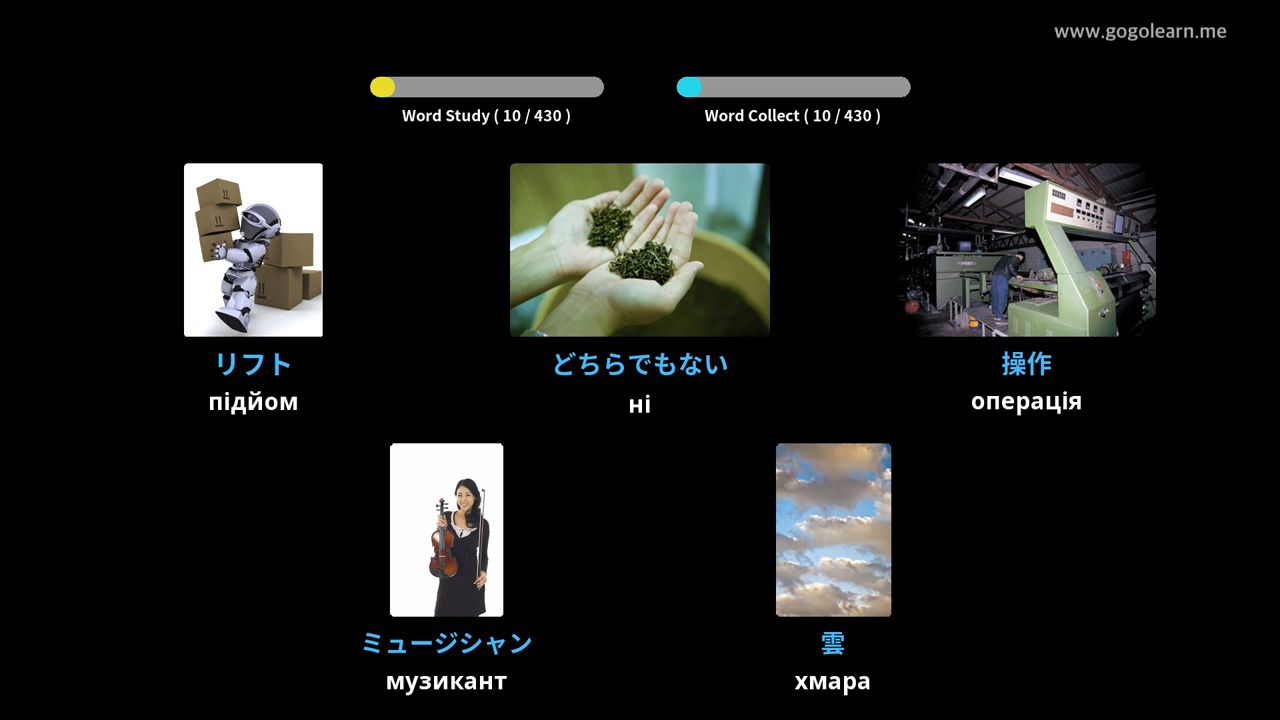 www.gogolearn.me
Word Study ( 10 / 430 )
Word Collect ( 10 / 430 )
リフト
підйом
どちらでもない
ні
操作
операція
ミュージシャン
музикант
雲
хмара